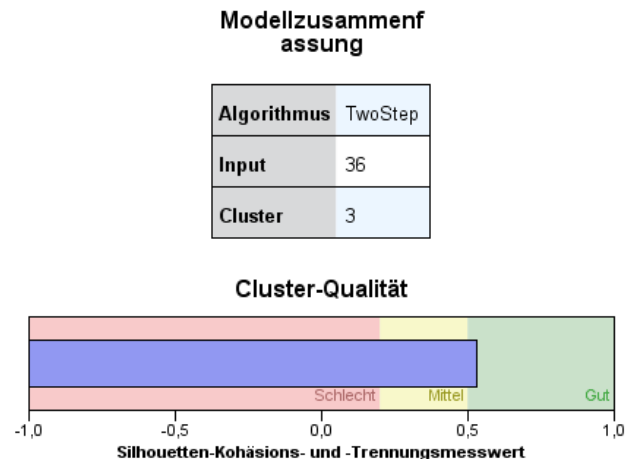 Modellzusammenf
assung
Algorithmus TwoStep
Input 36
Cluster 3
Cluster-Qualität
Schlecht Mittel Gut
-1,0 -0,5 0,0 0,5 1,0
Silhouetten-Kohäsions- und -Trennungsmesswert